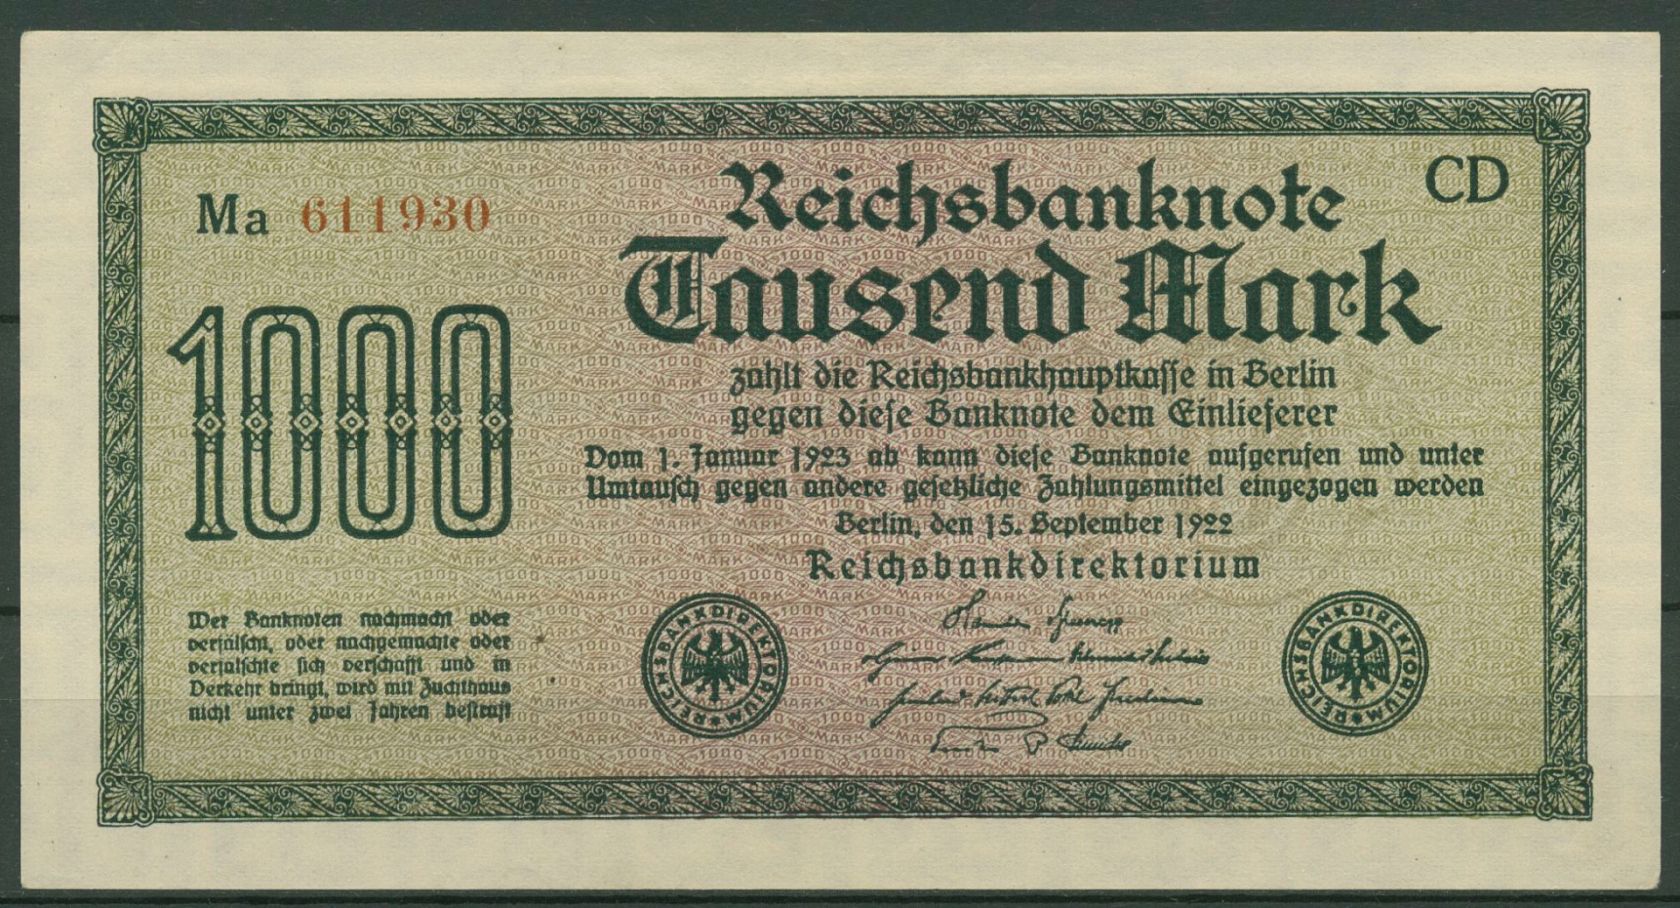 Ma 611930
CD
Reichsbanknote
Tausend Mark
1000
zahlt die Reichsbankhauptkasse in Berlin
gegen diese Banknote dem Einlieferer
Vom 1. Januar 1923 ab kann diese Banknote aufgerufen und unter
Umtausch gegen andere gesetzliche Zahlungsmittel eingezogen werden
Berlin, den 15. September 1922
Reichsbankdirektorium
Wer Banknoten nachmacht oder
verfälscht, oder nachgemachte oder
verfälschte sich verschafft und in
Verkehr bringt, wird mit Zuchthaus
nicht unter zwei Jahren bestraft
REICHSBANKDIREKTORIUM
REICHSBANKDIREKTORIUM